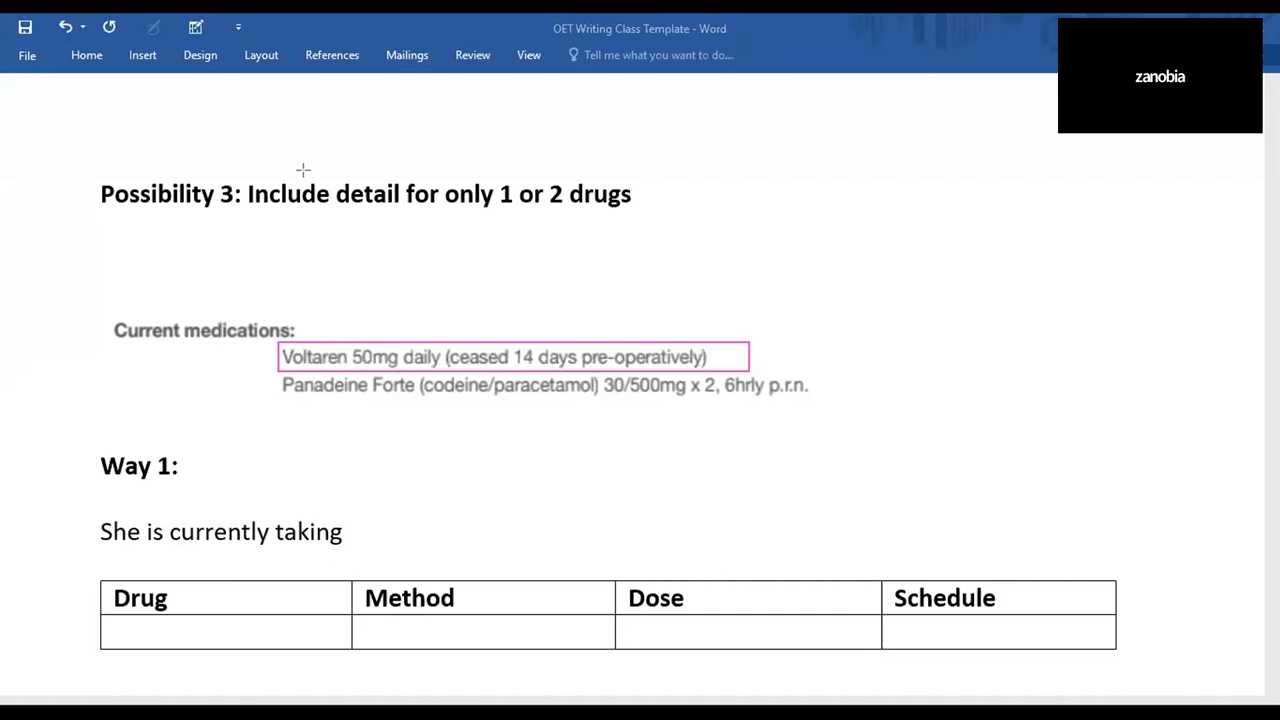 OET Writing Class Template - Word
File Home Insert Design Layout References Mailings Review View Tell me what you want to do...
zanobia
Possibility 3: Include detail for only 1 or 2 drugs
Current medications:
Voltaren 50mg daily (ceased 14 days pre-operatively)
Panadeine Forte (codeine/paracetamol) 30/500mg x 2, 6hrly p.r.n.
Way 1:
She is currently taking
Drug Method Dose Schedule